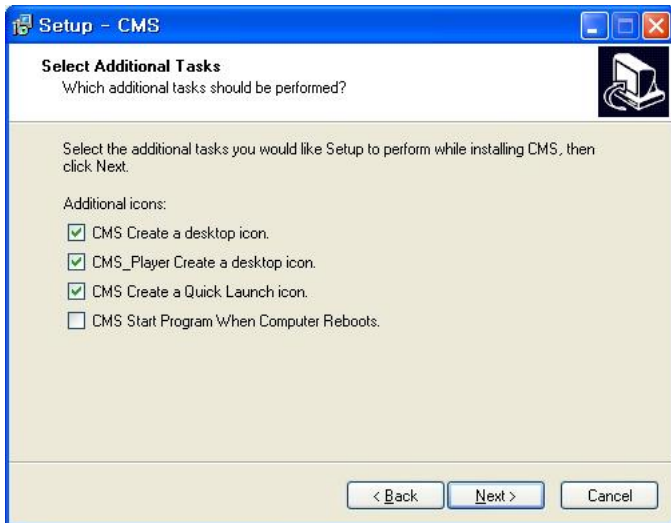 Setup - CMS
Select Additional Tasks
Which additional tasks should be performed?
Select the additional tasks you would like Setup to perform while installing CMS, then
click Next.
Additional icons:
CMS Create a desktop icon.
CMS_Player Create a desktop icon.
CMS Create a Quick Launch icon.
CMS Start Program When Computer Reboots.
< Back
Next >
Cancel